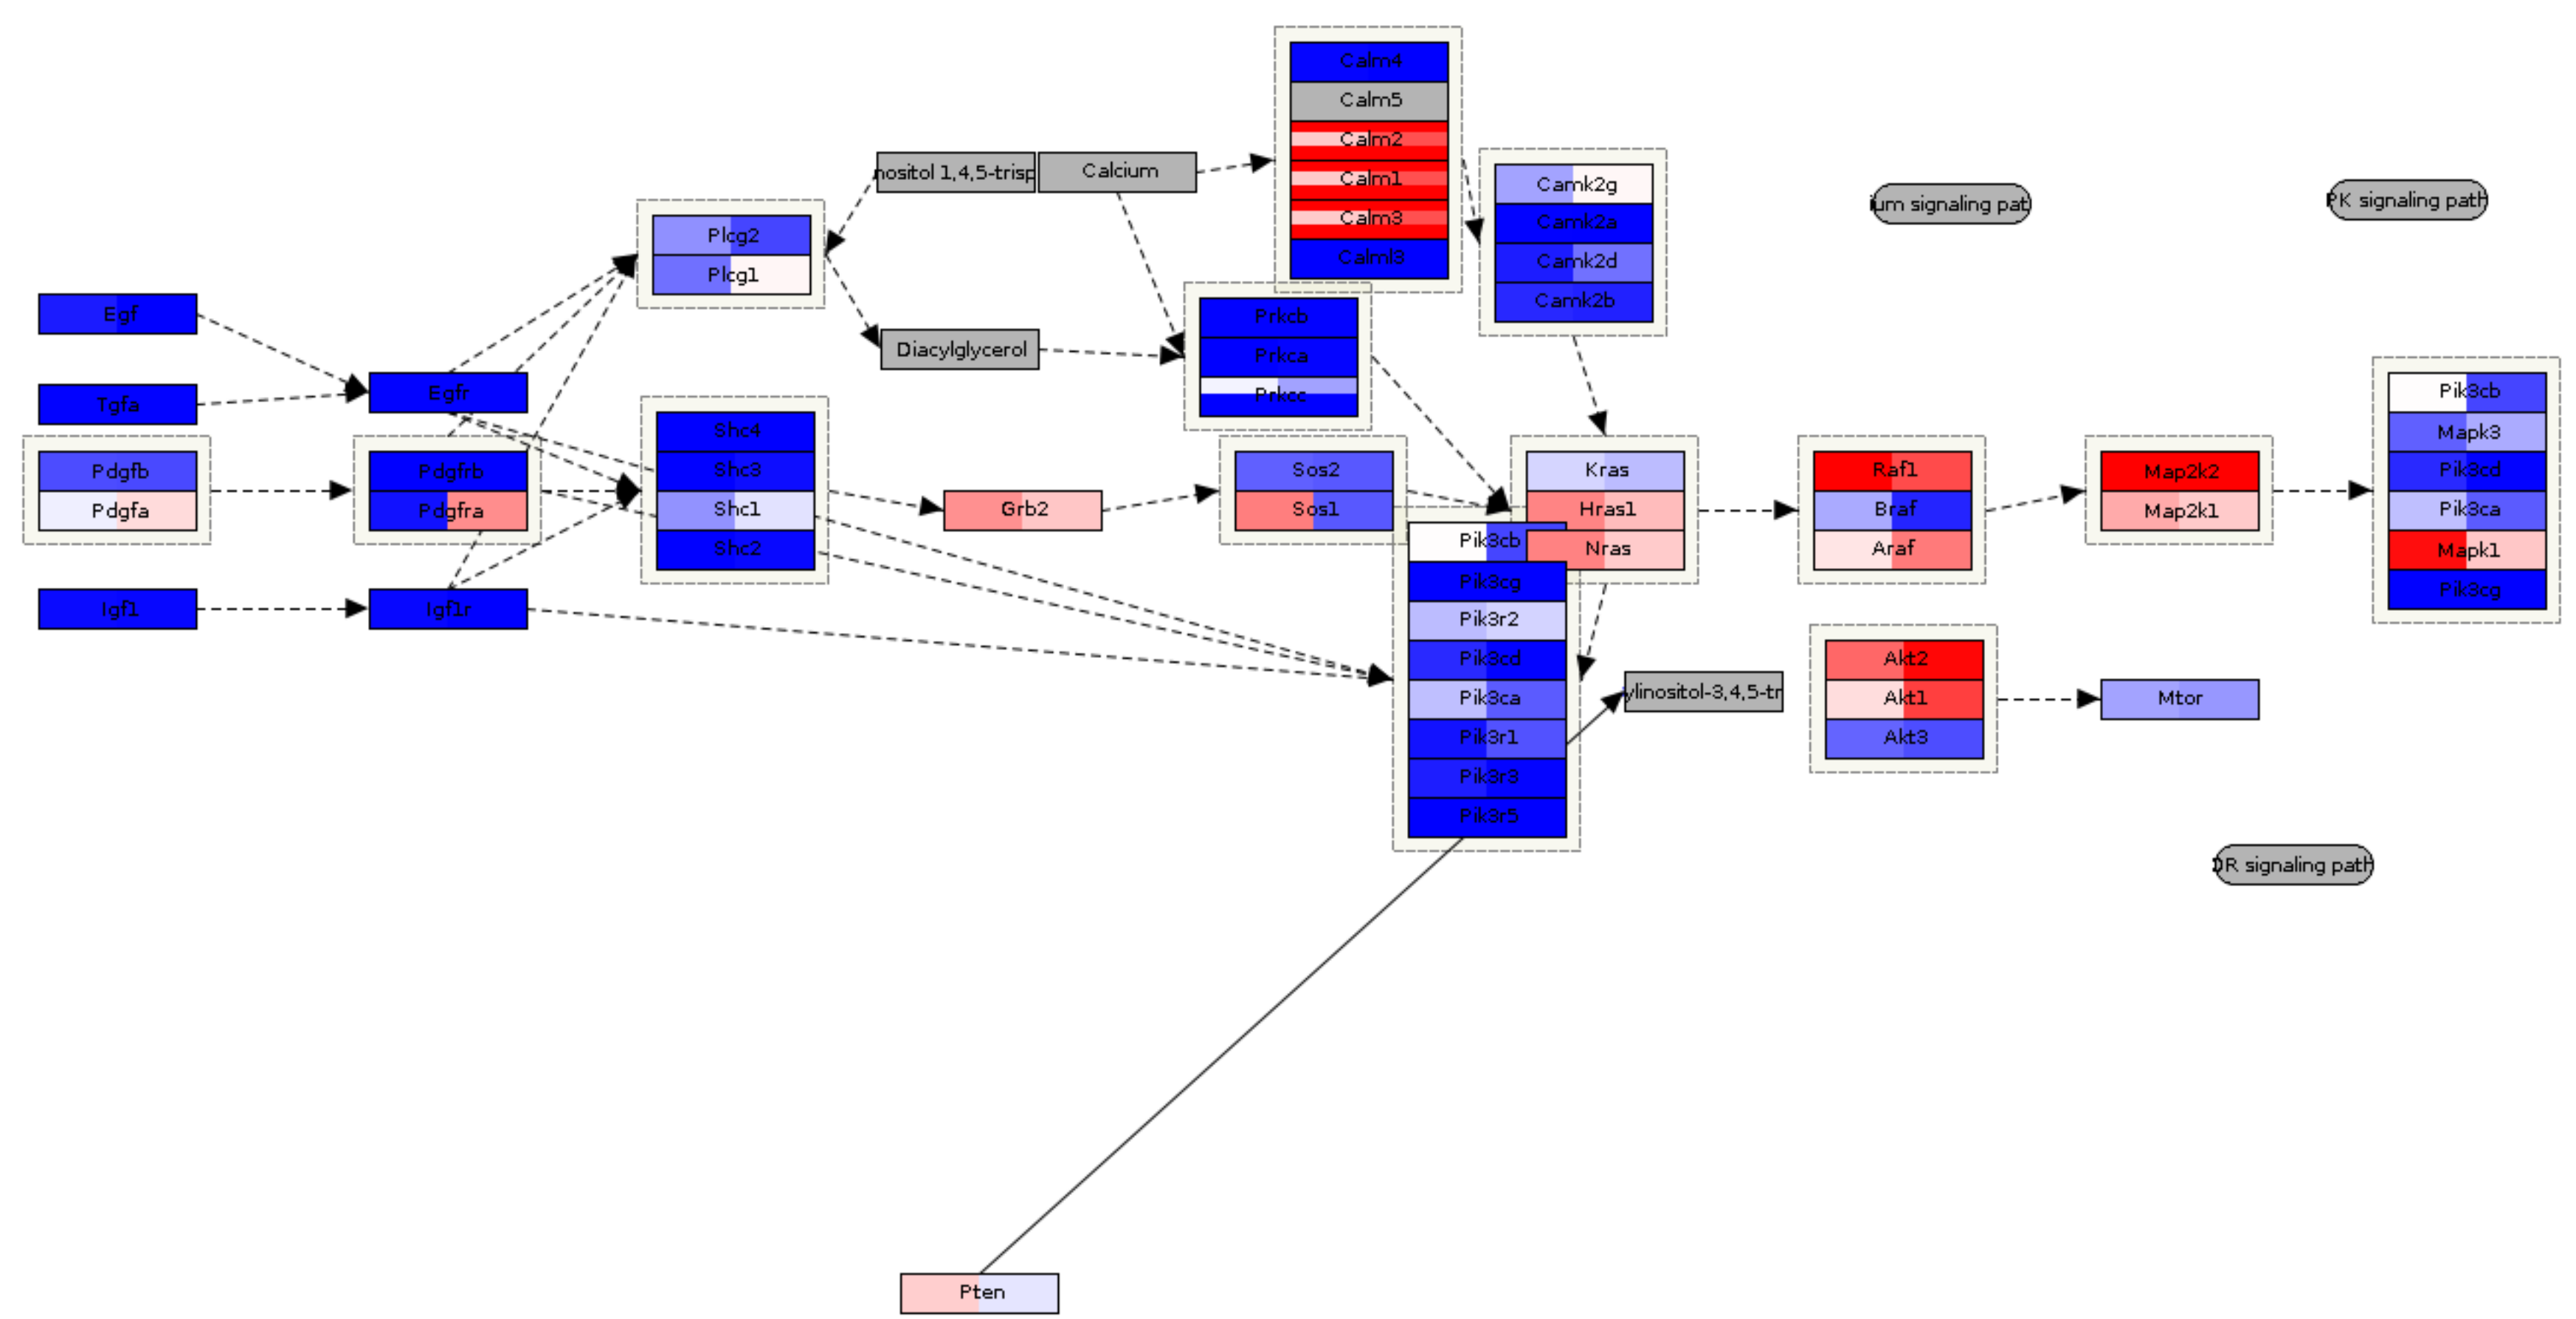 Calm4
Calm5
Calm2
Calm1
Calm3
Calml3
nositol 1,4,5-trisp
Calcium
Camk2g
Camk2a
Camk2d
Camk2b
ium signaling pat
PK signaling path
Plcg2
Plcg1
Egf
Tgfa
Egfr
Diacylglycerol
Prkcb
Prkca
Prkcc
Pdgfb
Pdgfa
Pdgfrb
Pdgfra
Shc4
Shc3
Shc1
Shc2
Grb2
Sos2
Sos1
Kras
Hras1
Nras
Raf1
Braf
Araf
Map2k2
Map2k1
Pik3cb
Mapk3
Pik3cd
Pik3ca
Mapk1
Pik3cg
Igf1
Igf1r
Pik3cb
Pik3cg
Pik3r2
Pik3cd
Pik3ca
Pik3r1
Pik3r3
Pik3r5
ylinositol-3,4,5-tr
Akt2
Akt1
Akt3
Mtor
OR signaling path
Pten